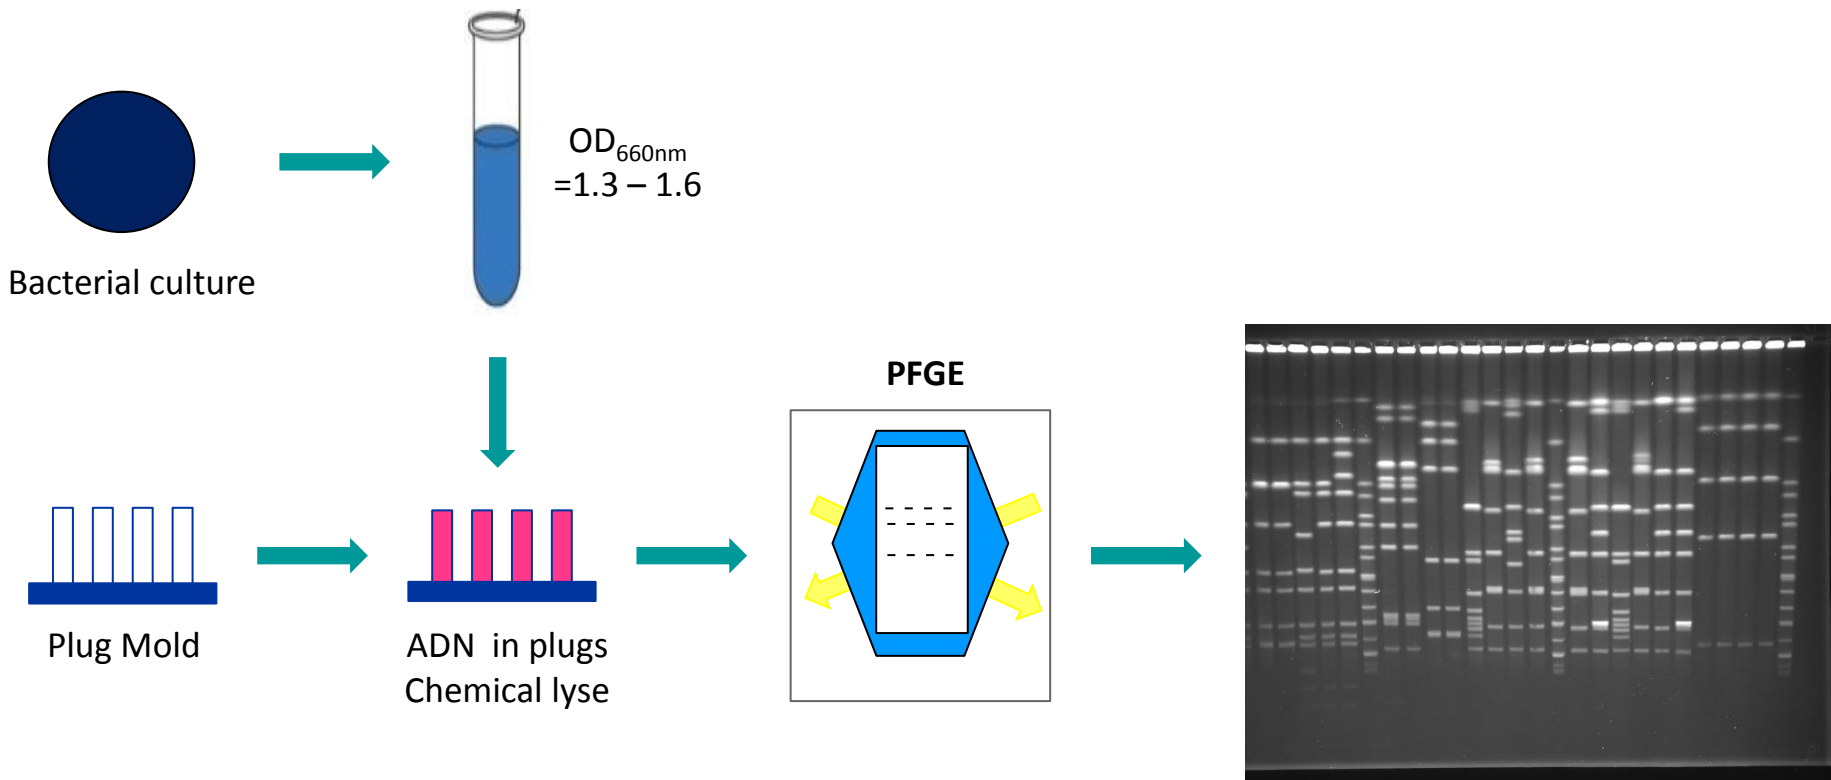 OD660nm
=1.3 – 1.6
Bacterial culture
PFGE
Plug Mold
ADN in plugs
Chemical lyse